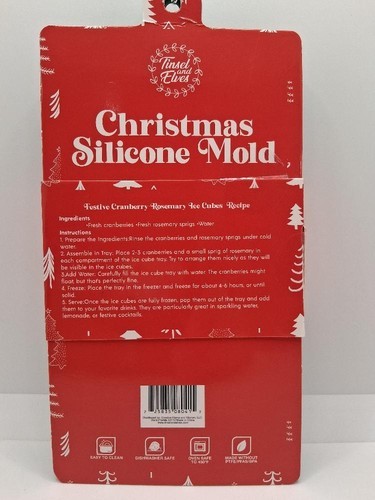 Tinsel
and
Elves
Christmas
Silicone Mold
Festive Cranberry Rosemary Ice Cubes Recipe
Ingredients
•Fresh cranberries •Fresh rosemary sprigs •Water
Instructions
1. Prepare the Ingredients:Rinse the cranberries and rosemary sprigs under cold
water.
2. Assemble in Tray: Place 2-3 cranberries and a small sprig of rosemary in
each compartment of the ice cube tray. Try to arrange them nicely as they will
be visible in the ice cubes.
3.Add Water: Carefully fill the ice cube tray with water. The cranberries might
float but that's perfectly fine.
4. Freeze: Place the tray in the freezer and freeze for about 4-6 hours, or until
solid.
5. Serve:Once the ice cubes are fully frozen, pop them out of the tray and add
them to your favorite drinks. They are particularly great in sparkling water,
lemonade, or festive cocktails.
EASY TO CLEAN
DISHWASHER SAFE
OVEN SAFE
TO 450°F
MADE WITHOUT
PTFE/PFAS/BPA